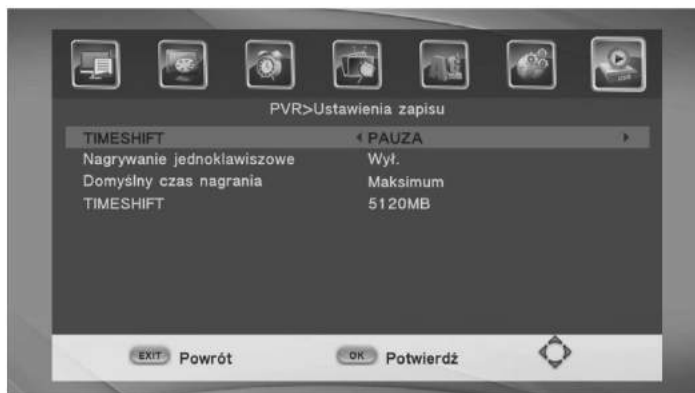 PVR>Ustawienia zapisu
TIMESHIFT PAUZA
Nagrywanie jednoklawiszowe Wył.
Domyślny czas nagrania Maksimum
TIMESHIFT 5120MB
EXIT Powrót OK Potwierdź